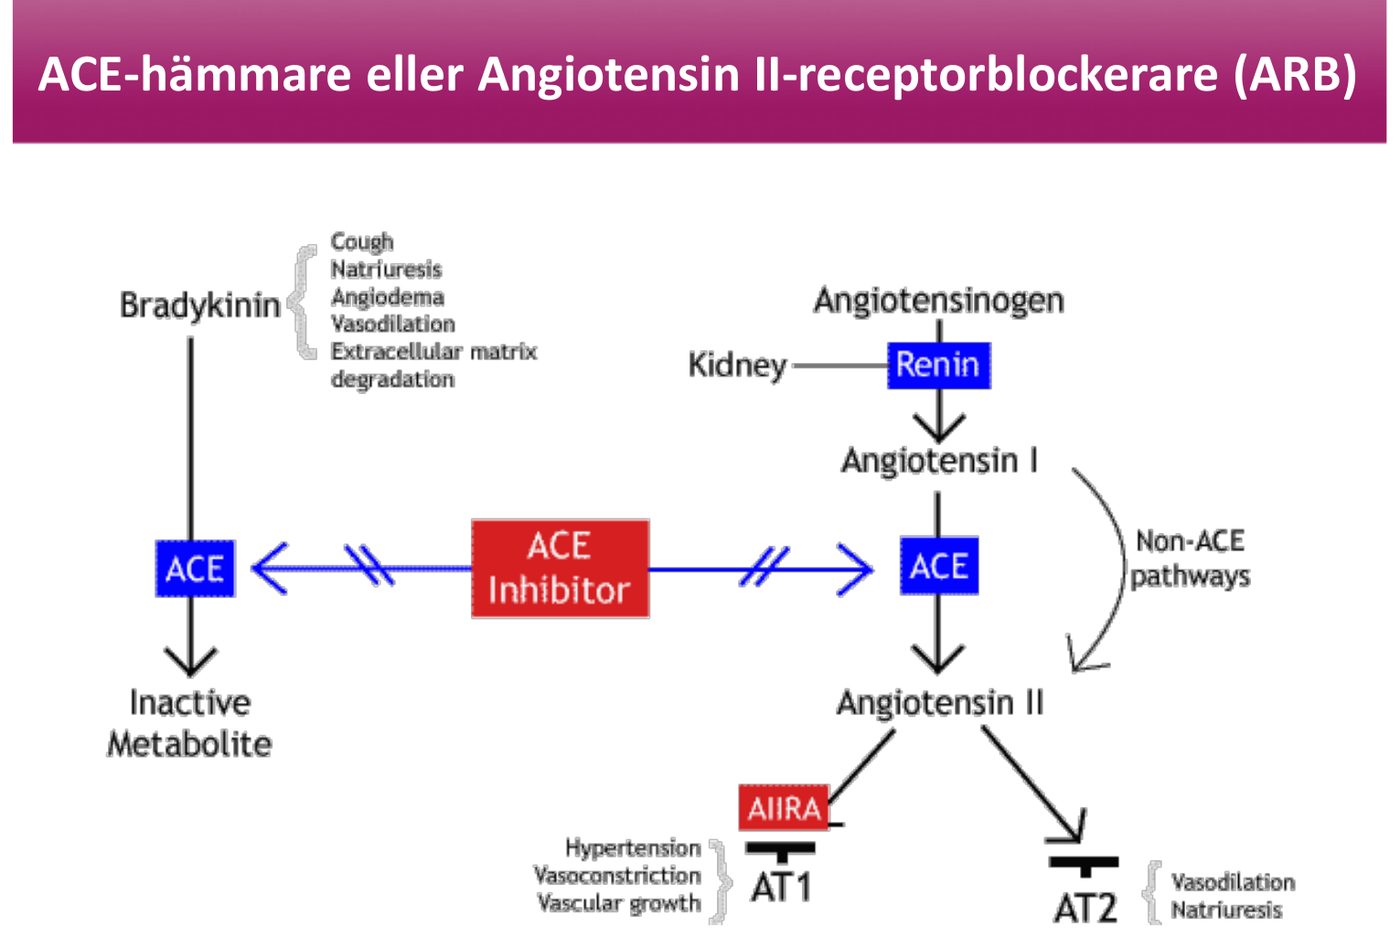 ACE-hämmare eller Angiotensin II-receptorblockerare (ARB)
Bradykinin
Cough
Natriuresis
Angiodema
Vasodilation
Extracellular matrix
degradation
Angiotensinogen
Kidney
Renin
Angiotensin I
ACE
ACE
Inhibitor
ACE
Non-ACE
pathways
Inactive
Metabolite
Angiotensin II
AIIRA
Hypertension
Vasoconstriction
Vascular growth
AT1
AT2
Vasodilation
Natriuresis